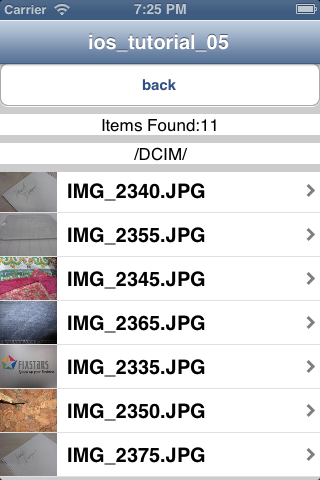 Carrier 7:25 PM
ios_tutorial_05
back
Items Found:11
/DCIM/
IMG_2340.JPG
IMG_2355.JPG
IMG_2345.JPG
IMG_2365.JPG
FIXSTARS
IMG_2335.JPG
IMG_2350.JPG
IMG_2375.JPG